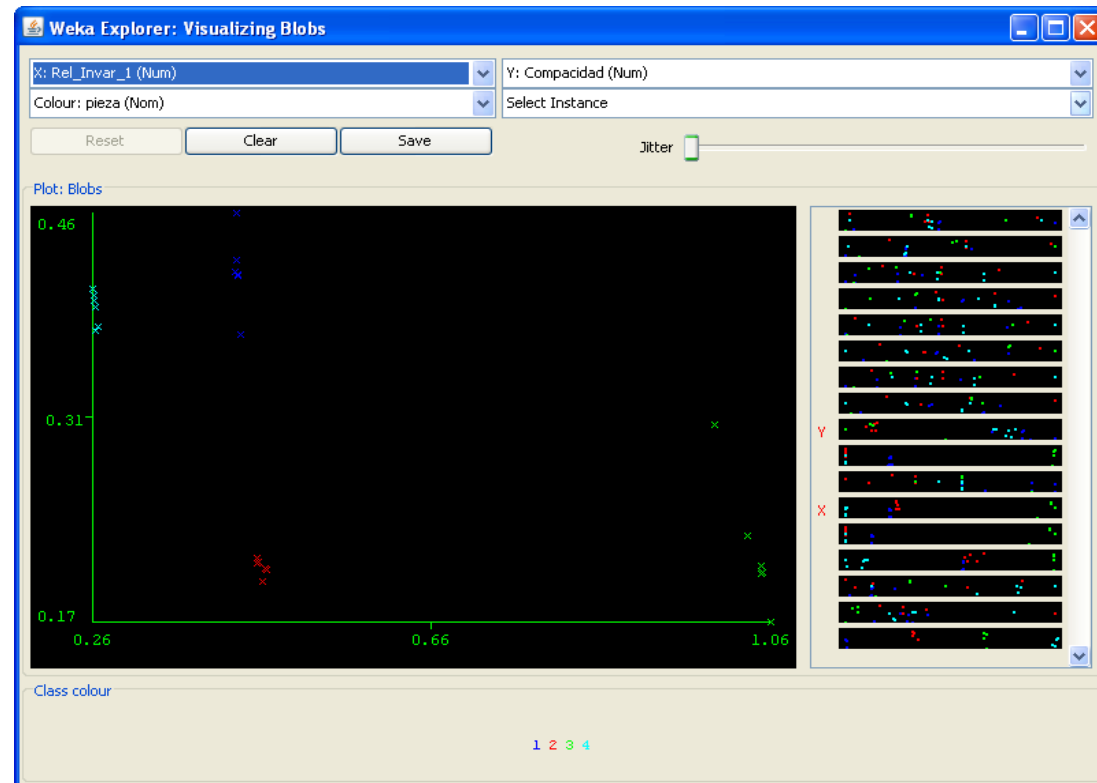 Weka Explorer: Visualizing Blobs
X: Rel_Invar_1 (Num)
Y: Compacidad (Num)
Colour: pieza (Nom)
Select Instance
Reset
Clear
Save
Jitter
Plot: Blobs
0.46
0.31
0.17
0.26
0.66
1.06
Y
X
Class colour
1 2 3 4